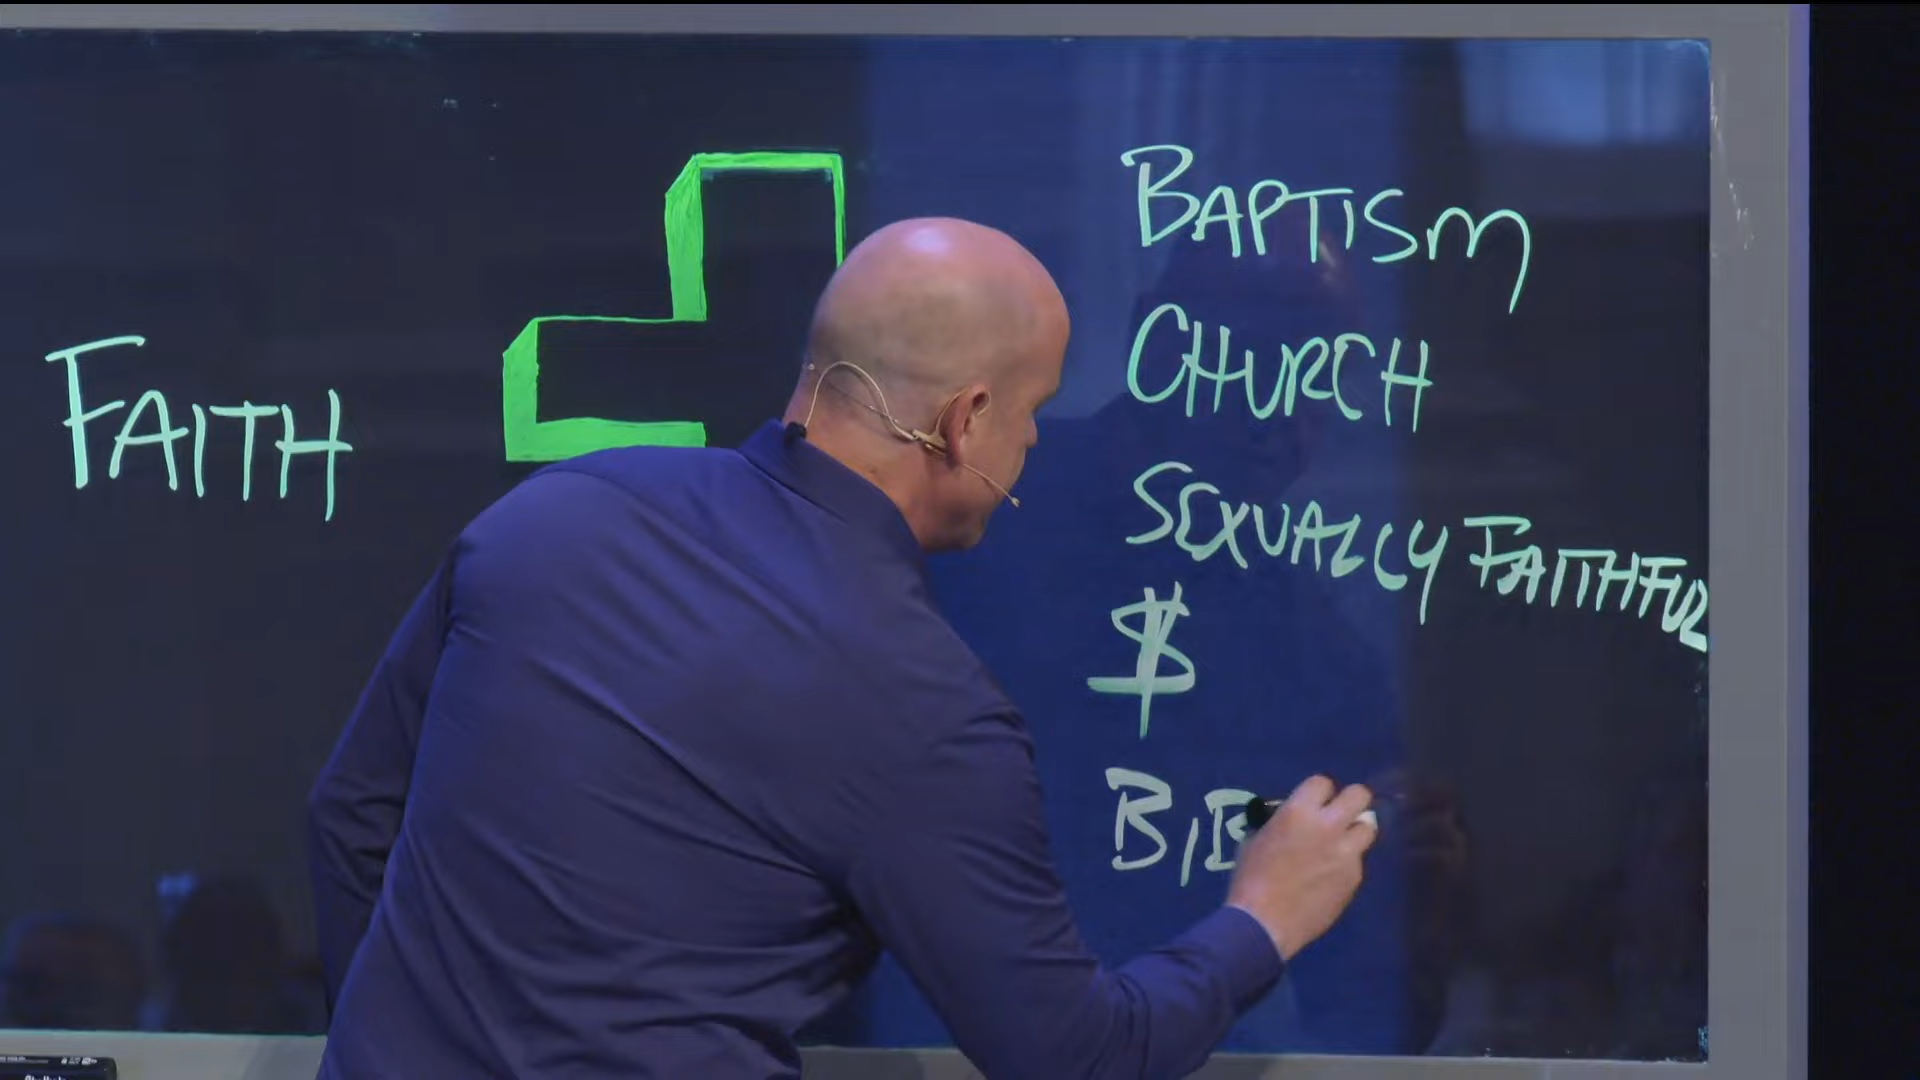 FAITH
BAPTISM
CHURCH
SEXUALLY FAITHFUL
$